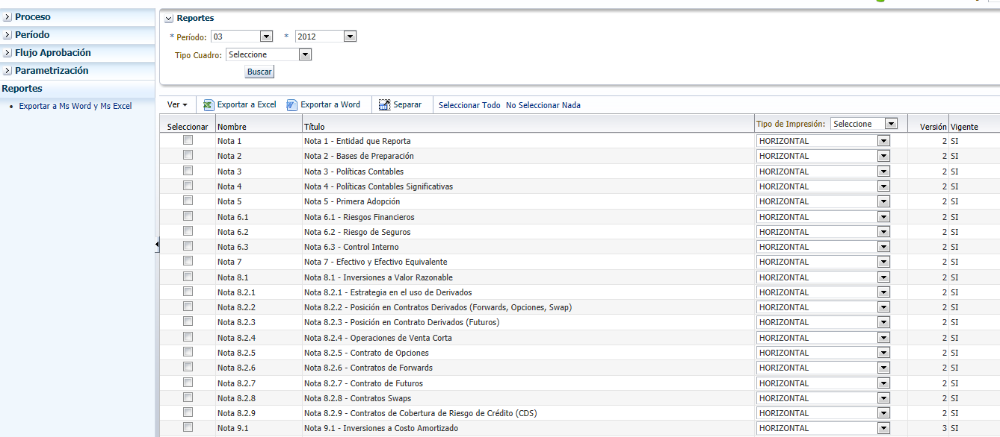 Proceso
Período
Flujo Aprobación
Parametrización
Reportes
Exportar a Ms Word y Ms Excel
Reportes
* Período: 03 * 2012
Tipo Cuadro: Seleccione
Buscar
Ver Exportar a Excel Exportar a Word Separar Seleccionar Todo No Seleccionar Nada
Seleccionar Nombre Título Tipo de Impresión: Seleccione Versión Vigente
Nota 1 Nota 1 - Entidad que Reporta HORIZONTAL 2 SI
Nota 2 Nota 2 - Bases de Preparación HORIZONTAL 2 SI
Nota 3 Nota 3 - Políticas Contables HORIZONTAL 2 SI
Nota 4 Nota 4 - Políticas Contables Significativas HORIZONTAL 2 SI
Nota 5 Nota 5 - Primera Adopción HORIZONTAL 2 SI
Nota 6.1 Nota 6.1 - Riesgos Financieros HORIZONTAL 2 SI
Nota 6.2 Nota 6.2 - Riesgo de Seguros HORIZONTAL 2 SI
Nota 6.3 Nota 6.3 - Control Interno HORIZONTAL 2 SI
Nota 7 Nota 7 - Efectivo y Efectivo Equivalente HORIZONTAL 2 SI
Nota 8.1 Nota 8.1 - Inversiones a Valor Razonable HORIZONTAL 2 SI
Nota 8.2.1 Nota 8.2.1 - Estrategia en el uso de Derivados HORIZONTAL 2 SI
Nota 8.2.2 Nota 8.2.2 - Posición en Contratos Derivados (Forwards, Opciones, Swap) HORIZONTAL 2 SI
Nota 8.2.3 Nota 8.2.3 - Posición en Contrato Derivados (Futuros) HORIZONTAL 2 SI
Nota 8.2.4 Nota 8.2.4 - Operaciones de Venta Corta HORIZONTAL 2 SI
Nota 8.2.5 Nota 8.2.5 - Contrato de Opciones HORIZONTAL 2 SI
Nota 8.2.6 Nota 8.2.6 - Contratos de Forwards HORIZONTAL 2 SI
Nota 8.2.7 Nota 8.2.7 - Contrato de Futuros HORIZONTAL 2 SI
Nota 8.2.8 Nota 8.2.8 - Contratos Swaps HORIZONTAL 2 SI
Nota 8.2.9 Nota 8.2.9 - Contratos de Cobertura de Riesgo de Crédito (CDS) HORIZONTAL 2 SI
Nota 9.1 Nota 9.1 - Inversiones a Costo Amortizado HORIZONTAL 3 SI